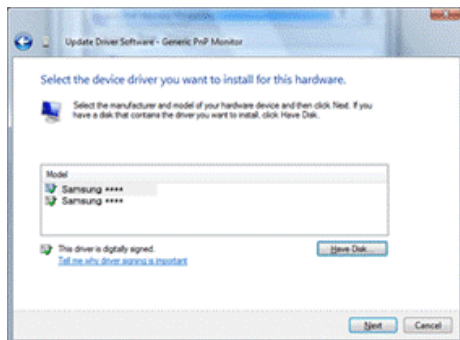 Update Driver Software - Generic PnP Monitor
Select the device driver you want to install for this hardware.
Select the manufacturer and model of your hardware device and then click Next. If you
have a disk that contains the driver you want to install, click Have Disk.
Model
Samsung ****
Samsung ****
This driver is digitally signed.
Have Disk...
Tell me why driver signing is important
Next
Cancel